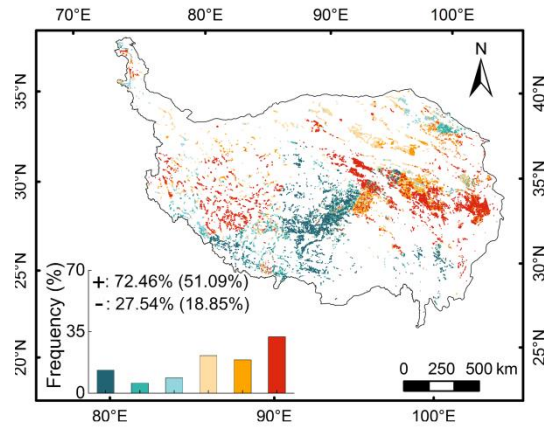 70°E 80°E 90°E 100°E
N
35°N 40°N
30°N 35°N
25°N 30°N
20°N 25°N
70
+: 72.46% (51.09%)
-: 27.54% (18.85%)
35
0
Frequency (%)
0 250 500 km
80°E 90°E 100°E